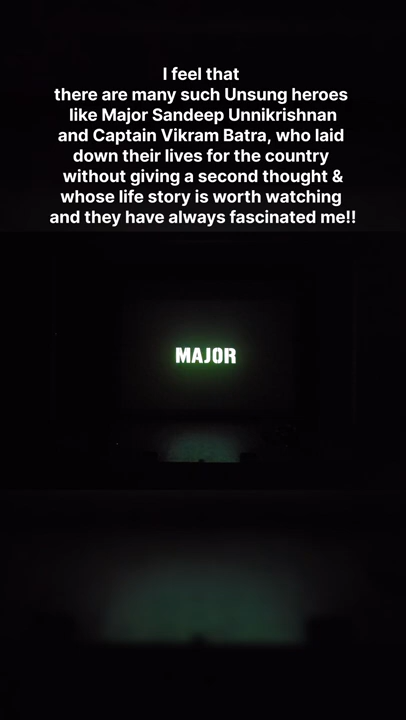 I feel that
there are many such Unsung heroes
like Major Sandeep Unnikrishnan
and Captain Vikram Batra, who laid
down their lives for the country
without giving a second thought &
whose life story is worth watching
and they have always fascinated me!!
MAJOR